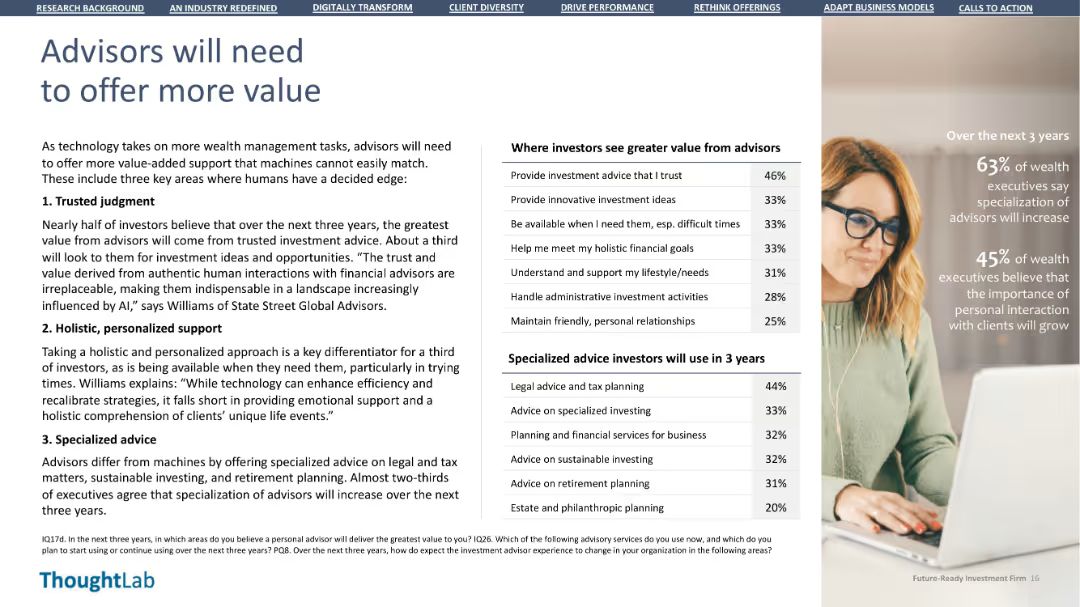 RESEARCH BACKGROUND AN INDUSTRY REDEFINED DIGITALLY TRANSFORM CLIENT DIVERSITY DRIVE PERFORMANCE RETHINK OFFERINGS ADAPT BUSINESS MODELS CALLS TO ACTION
Advisors will need
to offer more value
As technology takes on more wealth management tasks, advisors will need
to offer more value-added support that machines cannot easily match.
These include three key areas where humans have a decided edge:
1. Trusted judgment
Nearly half of investors believe that over the next three years, the greatest
value from advisors will come from trusted investment advice. About a third
will look to them for investment ideas and opportunities. “The trust and
value derived from authentic human interactions with financial advisors are
irreplaceable, making them indispensable in a landscape increasingly
influenced by AI,” says Williams of State Street Global Advisors.
2. Holistic, personalized support
Taking a holistic and personalized approach is a key differentiator for a third
of investors, as is being available when they need them, particularly in trying
times. Williams explains: “While technology can enhance efficiency and
recalibrate strategies, it falls short in providing emotional support and a
holistic comprehension of clients’ unique life events.”
3. Specialized advice
Advisors differ from machines by offering specialized advice on legal and tax
matters, sustainable investing, and retirement planning. Almost two-thirds
of executives agree that specialization of advisors will increase over the next
three years.
Where investors see greater value from advisors
Provide investment advice that I trust 46%
Provide innovative investment ideas 33%
Be available when I need them, esp. difficult times 33%
Help me meet my holistic financial goals 33%
Understand and support my lifestyle/needs 31%
Handle administrative investment activities 28%
Maintain friendly, personal relationships 25%
Specialized advice investors will use in 3 years
Legal advice and tax planning 44%
Advice on specialized investing 33%
Planning and financial services for business 32%
Advice on sustainable investing 32%
Advice on retirement planning 31%
Estate and philanthropic planning 20%
Over the next 3 years
63% of wealth
executives say
specialization of
advisors will increase
45% of wealth
executives believe that
the importance of
personal interaction
with clients will grow
IQ17d. In the next three years, in which areas do you believe a personal advisor will deliver the greatest value to you? IQ26. Which of the following advisory services do you use now, and which do you
plan to start using or continue using over the next three years? PQ8. Over the next three years, how do expect the investment advisor experience to change in your organization in the following areas?
ThoughtLab
Future-Ready Investment Firm 16